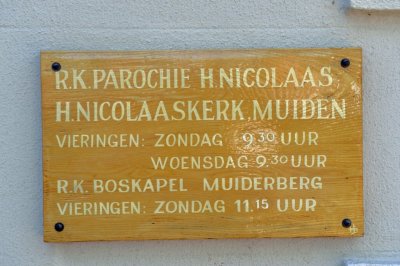 R.K. PAROCHIE H. NICOLAAS
H. NICOLAASKERK MUIDEN
VIERINGEN: ZONDAG 9.30 UUR
WOENSDAG 9.30 UUR
R.K. BOSKAPEL MUIDERBERG
VIERINGEN: ZONDAG 11.15 UUR